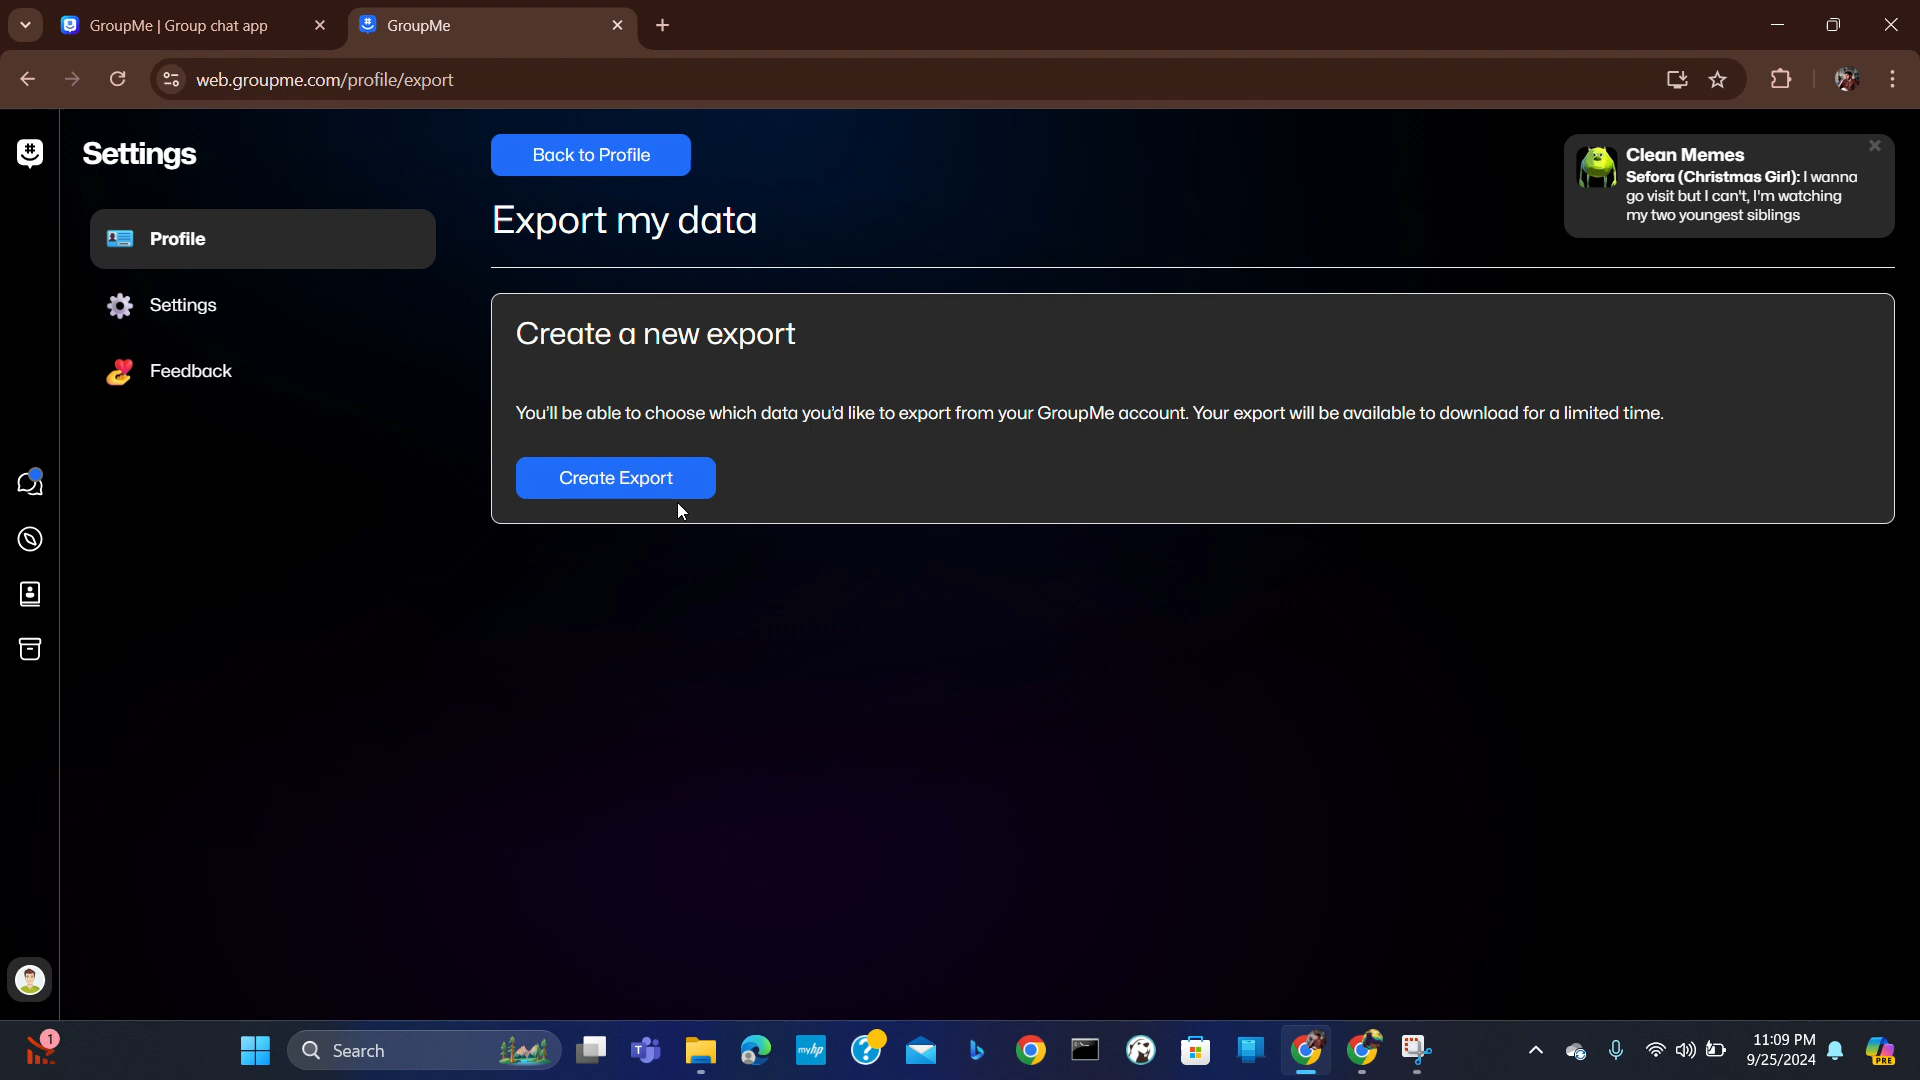 GroupMe | Group chat app
GroupMe
web.groupme.com/profile/export
Settings
Back to Profile
Clean Memes
Sefora (Christmas Girl): I wanna
go visit but I can't, I'm watching
my two youngest siblings
Export my data
Profile
Settings
Feedback
Create a new export
You'll be able to choose which data you'd like to export from your GroupMe account. Your export will be available to download for a limited time.
Create Export
1
Search
myhp
11:09 PM
9/25/2024
PRE